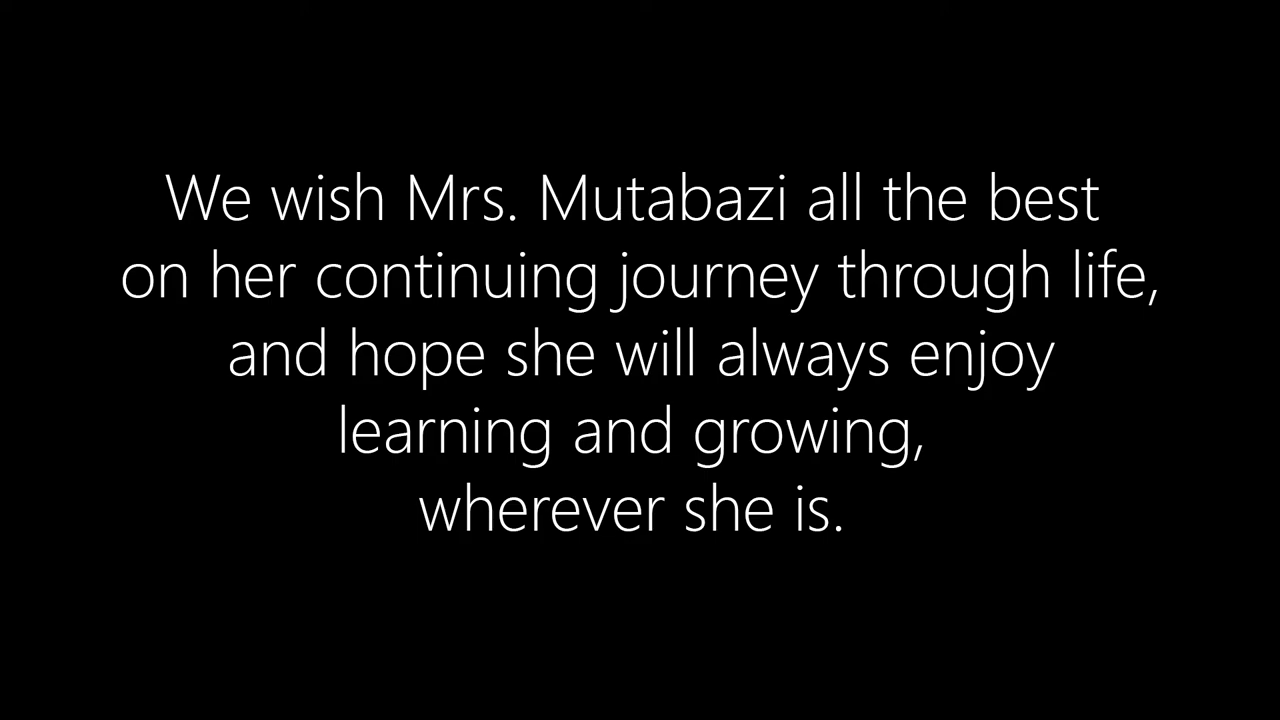 We wish Mrs. Mutabazi all the best
on her continuing journey through life,
and hope she will always enjoy
learning and growing,
wherever she is.